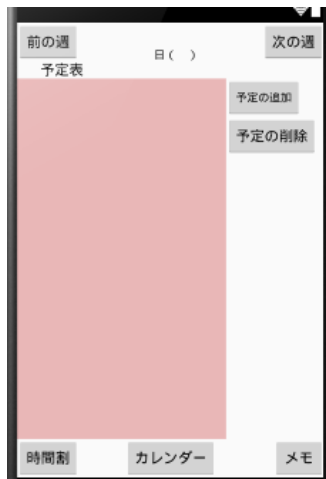 前の週
日( )
次の週
予定表
予定の追加
予定の削除
時間割
カレンダー
メモ